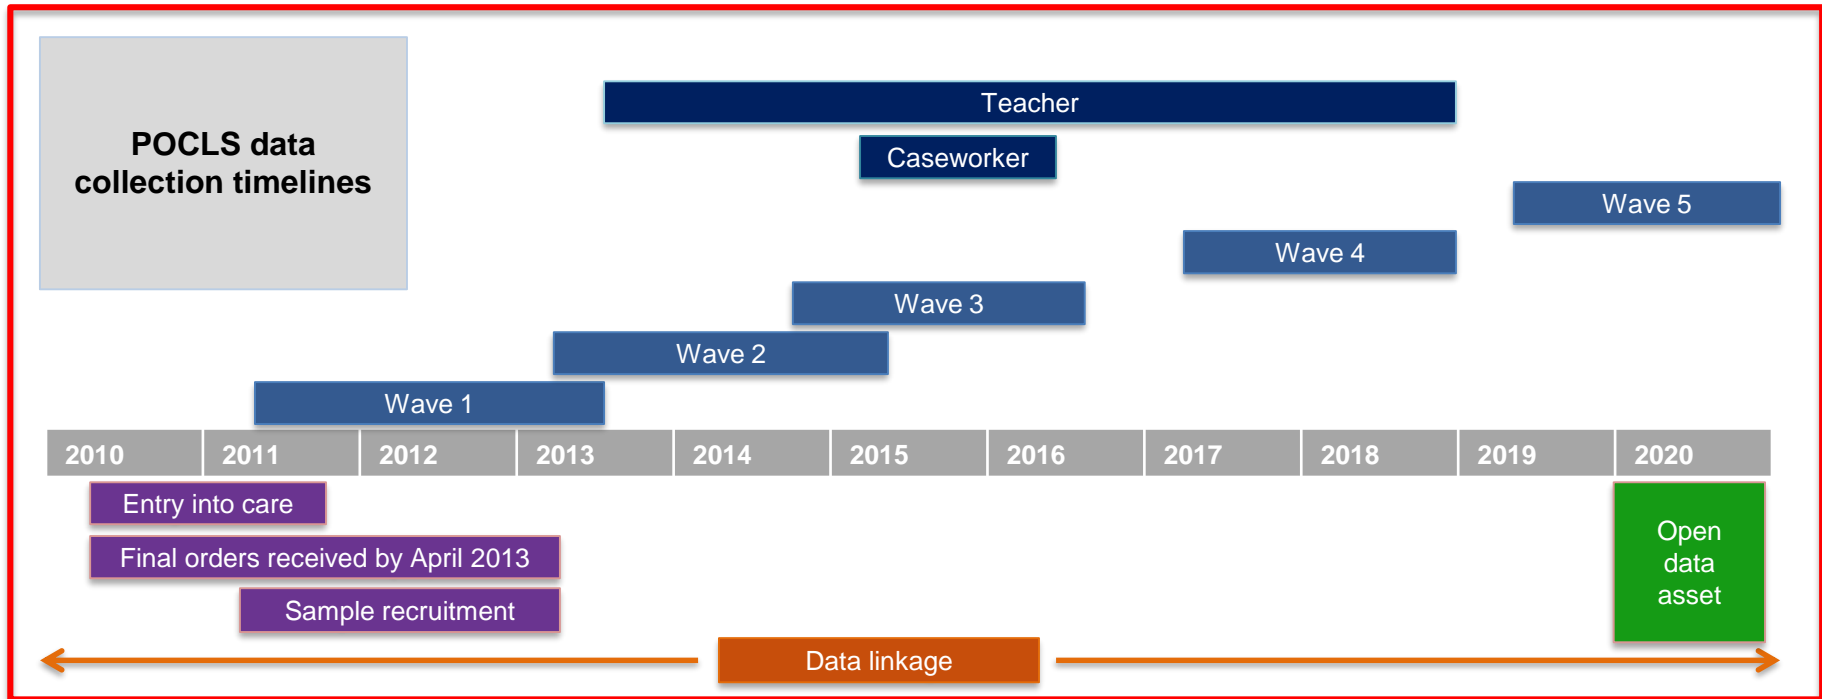 POCLS data
collection timelines
Teacher
Caseworker
Wave 5
Wave 4
Wave 3
Wave 2
Wave 1
2010 2011 2012 2013 2014 2015 2016 2017 2018 2019 2020
Entry into care
Final orders received by April 2013
Sample recruitment
Open
data
asset
Data linkage